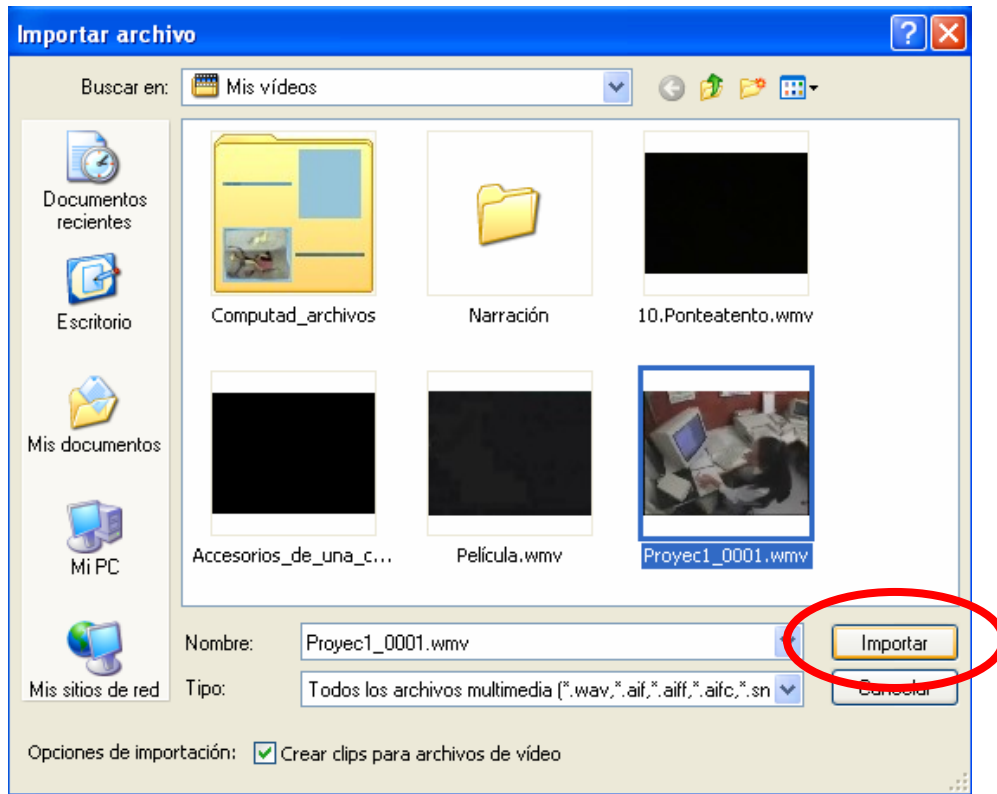 Importar archivo
Buscar en:
Mis vídeos
Documentos
recientes
Escritorio
Mis documentos
Mi PC
Mis sitios de red
Computad_archivos
Narración
10.Ponteatento.wmv
Accesorios_de_una_c...
Película.wmv
Proyec1_0001.wmv
Nombre:
Proyec1_0001.wmv
Importar
Tipo:
Todos los archivos multimedia (*.wav,*.aif,*.aiff,*.aifc,*.sn
Cancelar
Opciones de importación:
Crear clips para archivos de vídeo